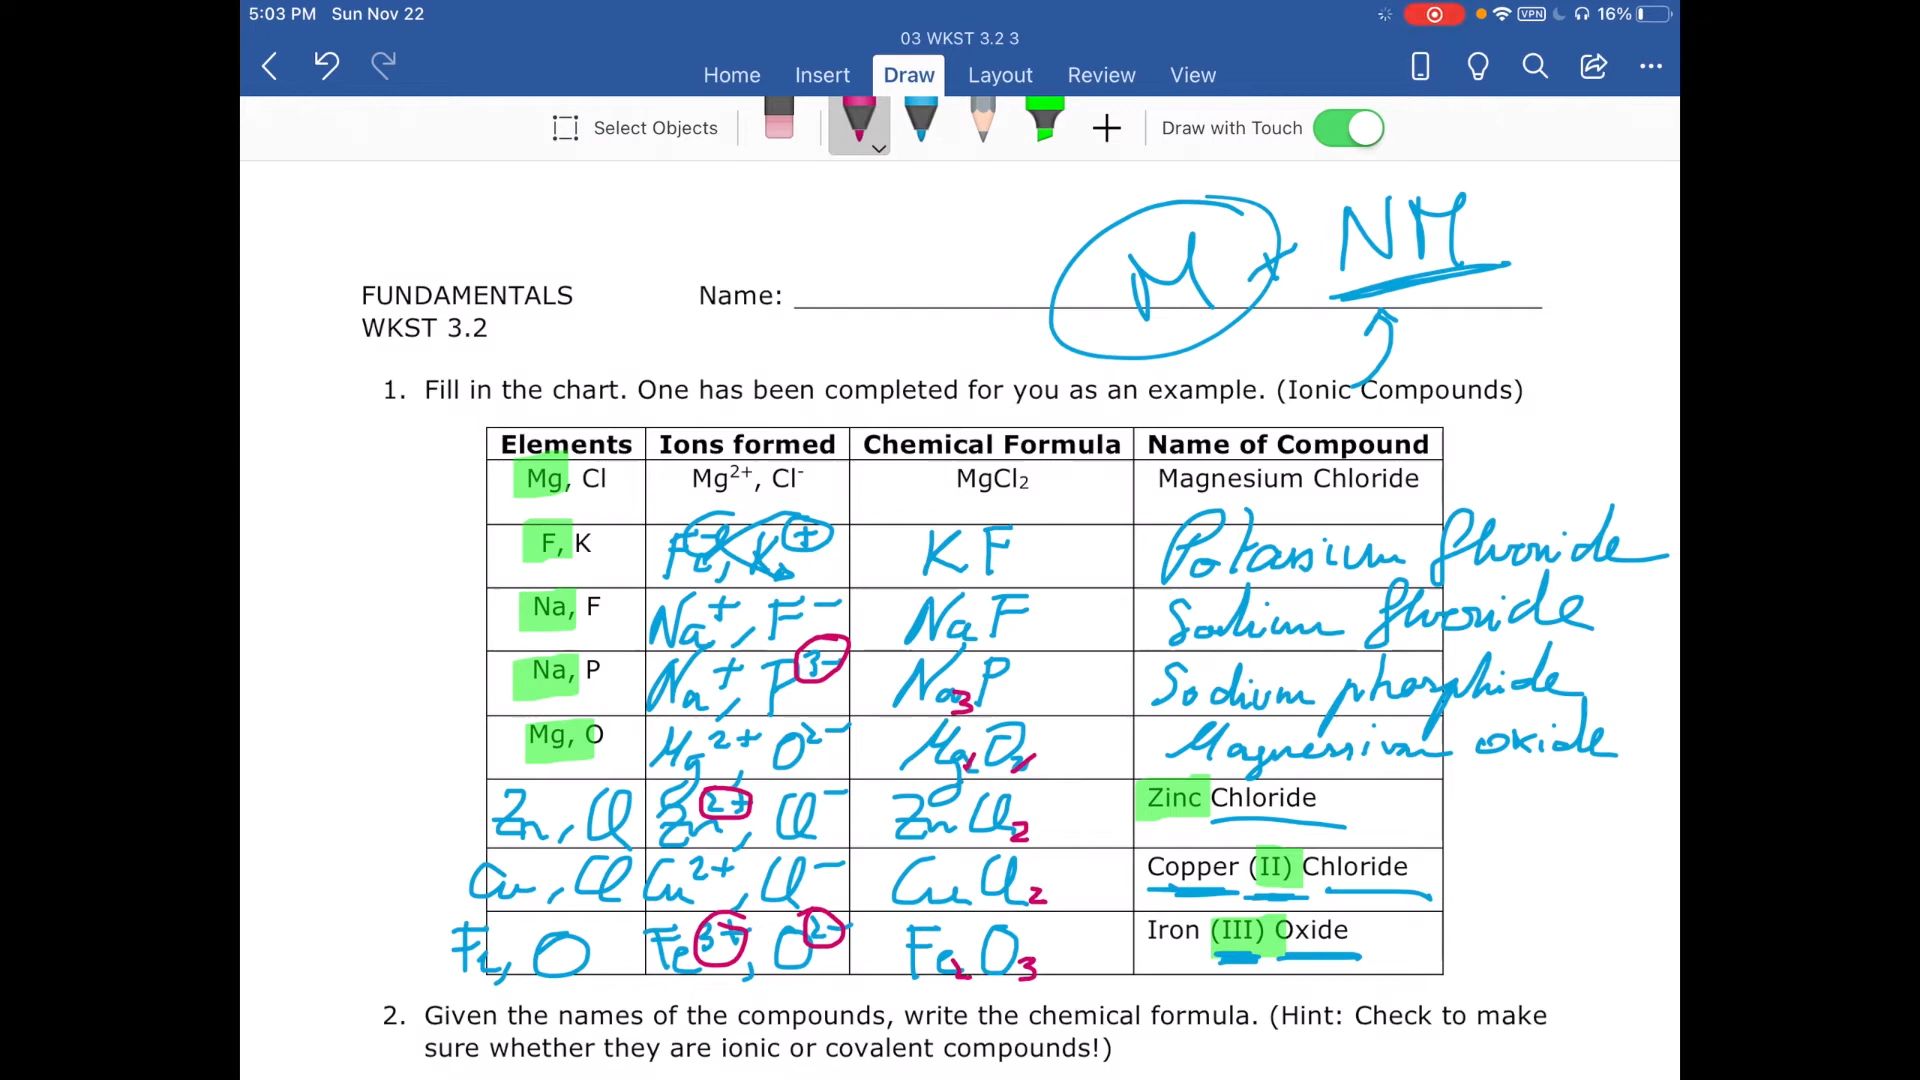 5:03 PM Sun Nov 22 VPN 16%
03 WKST 3.2 3
Home Insert Draw Layout Review View
Select Objects Draw with Touch
M + NM
FUNDAMENTALS Name:
WKST 3.2
1. Fill in the chart. One has been completed for you as an example. (Ionic Compounds)
Elements Ions formed Chemical Formula Name of Compound
Mg, Cl Mg²⁺, Cl⁻ MgCl₂ Magnesium Chloride
F, K F⁻, K⁺ KF Potassium fluoride
Na, F Na⁺, F⁻ NaF Sodium fluoride
Na, P Na⁺, P³⁻ Na₃P Sodium phosphide
Mg, O Mg²⁺, O²⁻ Mg₂O₂ Magnessium oxide
Zn, Cl Zn²⁺, Cl⁻ ZnCl₂ Zinc Chloride
Cu, Cl Cu²⁺, Cl⁻ CuCl₂ Copper (II) Chloride
Fe, O Fe³⁺, O²⁻ Fe₂O₃ Iron (III) Oxide
2. Given the names of the compounds, write the chemical formula. (Hint: Check to make
sure whether they are ionic or covalent compounds!)